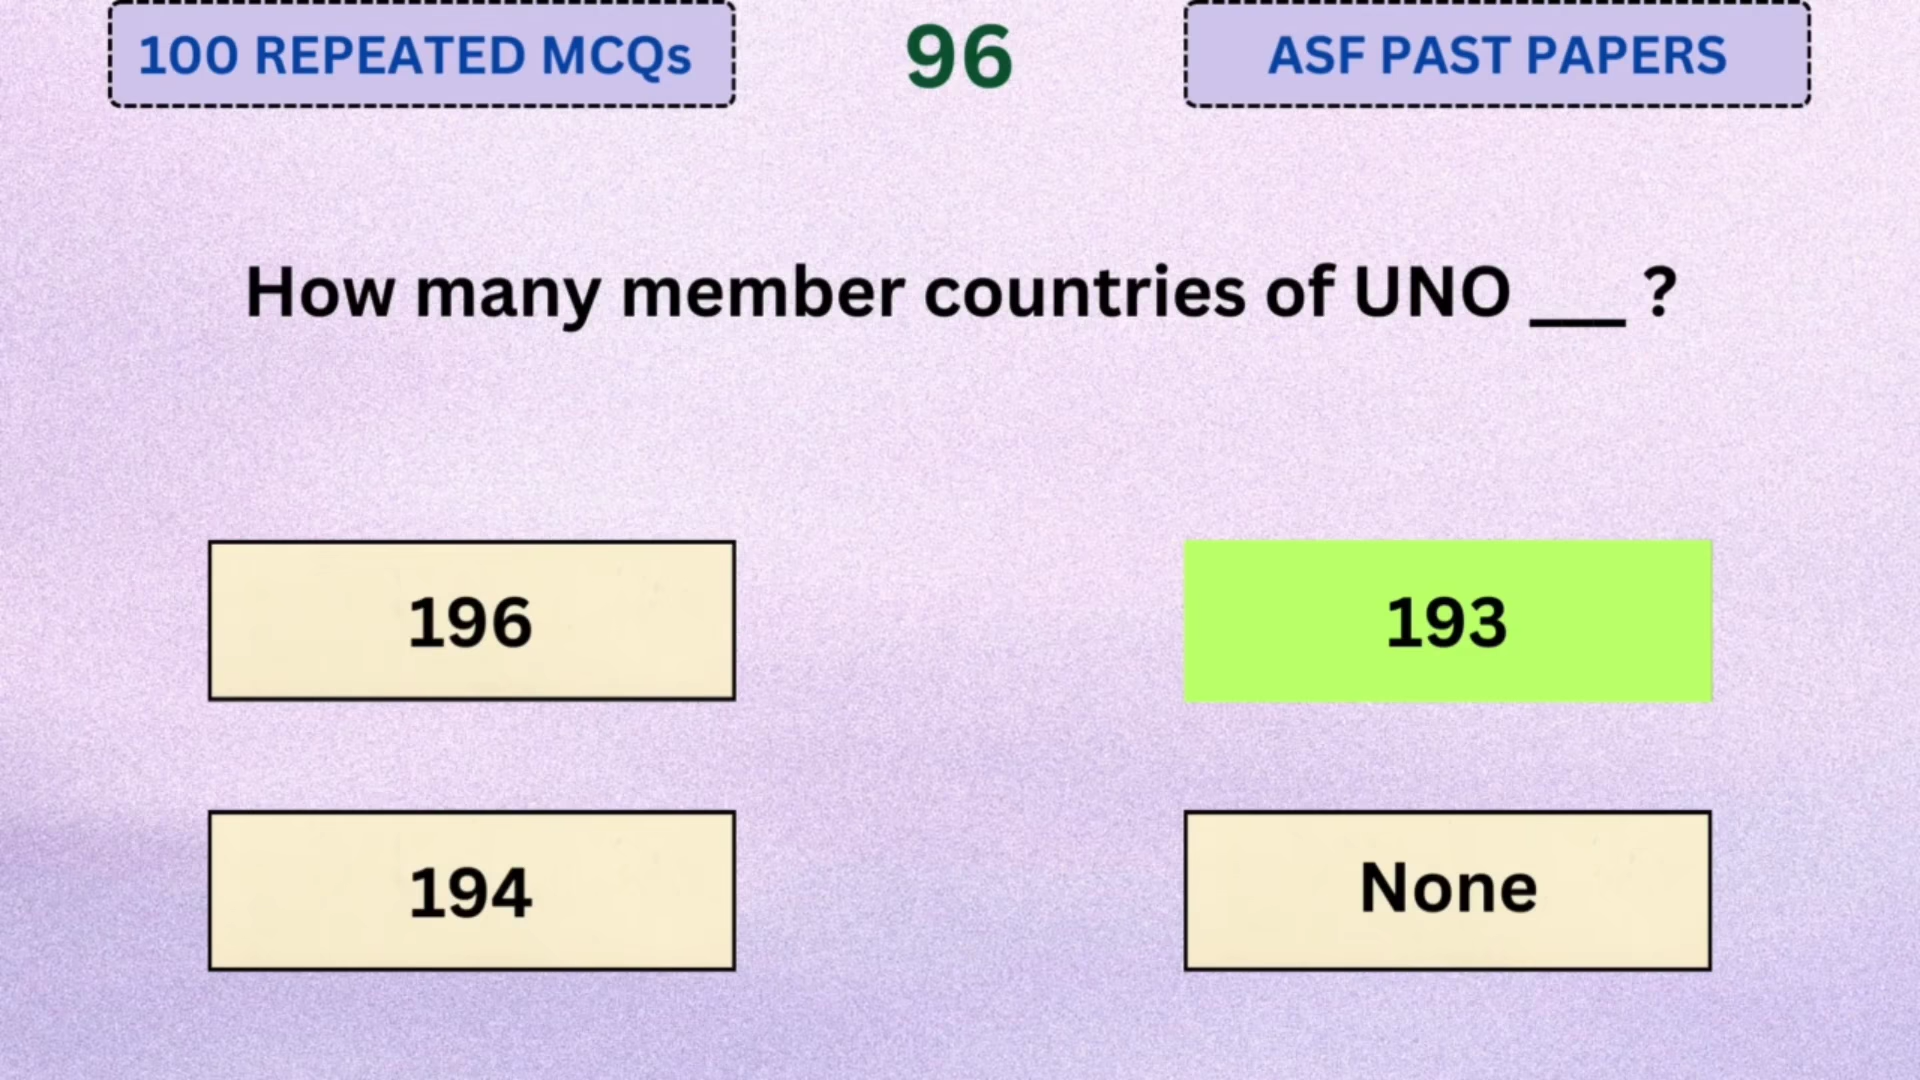 100 REPEATED MCQs
96
ASF PAST PAPERS
How many member countries of UNO ___ ?
196
193
194
None